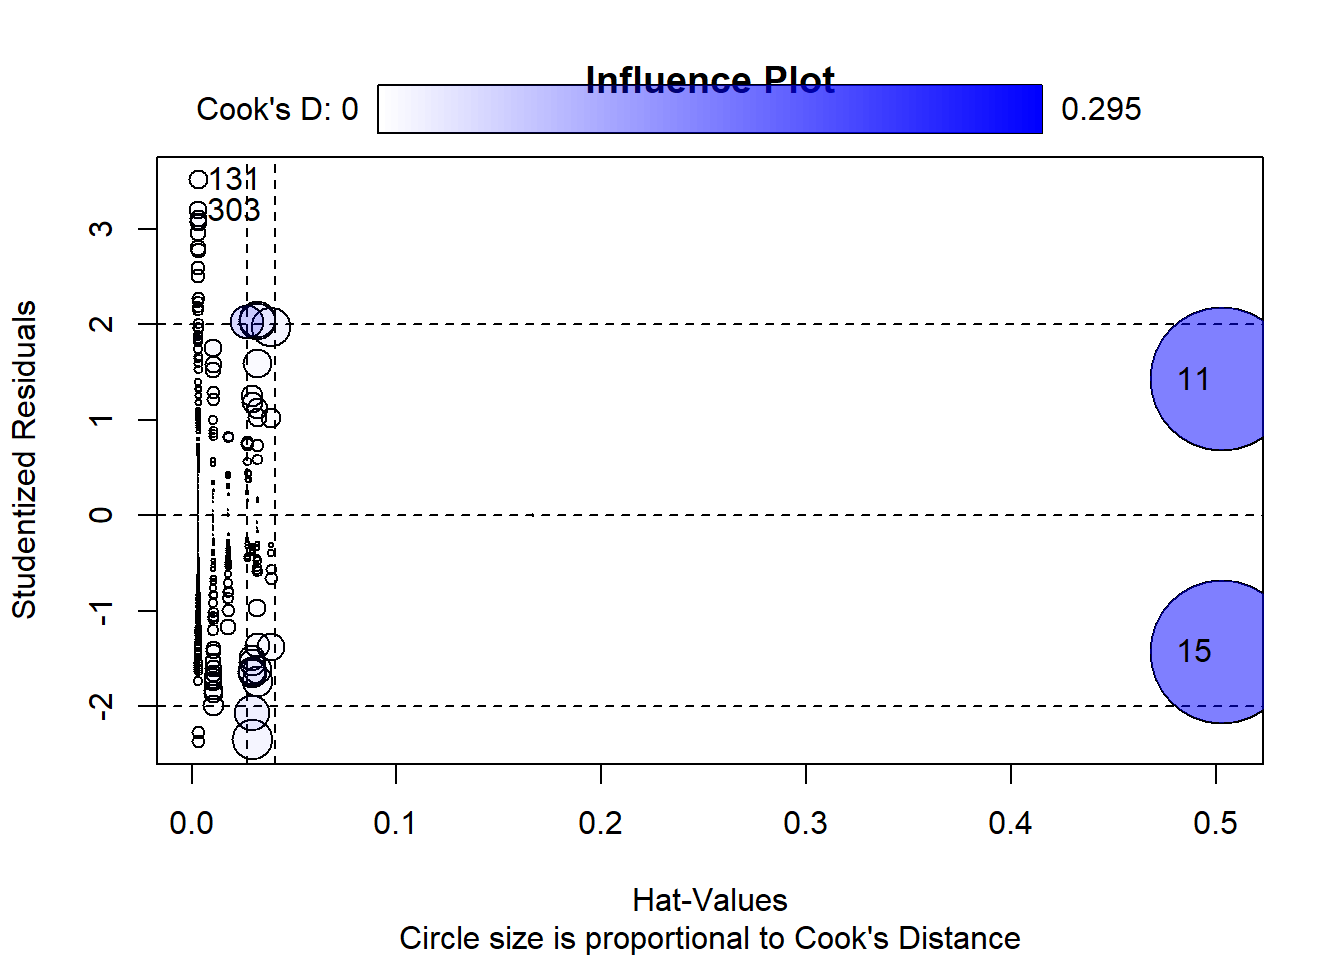 Influence Plot
Cook's D: 0
0.295
131
303
11
15
3
2
1
0
-1
-2
Studentized Residuals
0.0 0.1 0.2 0.3 0.4 0.5
Hat-Values
Circle size is proportional to Cook's Distance